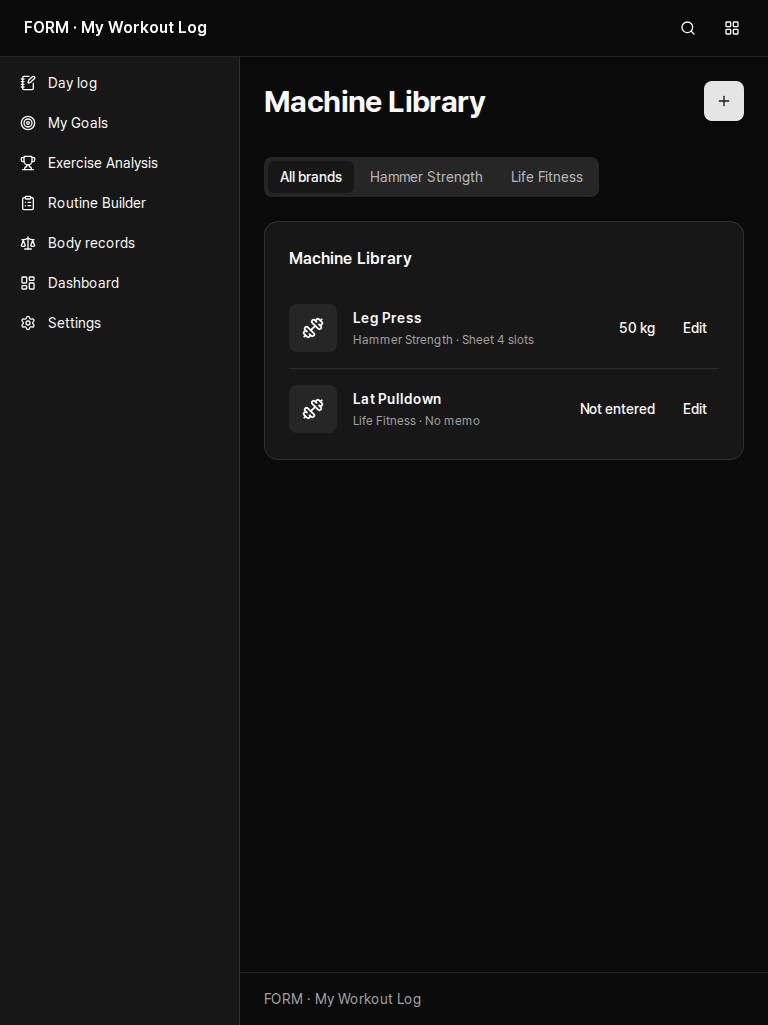 FORM · My Workout Log
Day log
My Goals
Exercise Analysis
Routine Builder
Body records
Dashboard
Settings
Machine Library
All brands
Hammer Strength
Life Fitness
Machine Library
Leg Press
Hammer Strength · Sheet 4 slots
50 kg
Edit
Lat Pulldown
Life Fitness · No memo
Not entered
Edit
FORM · My Workout Log